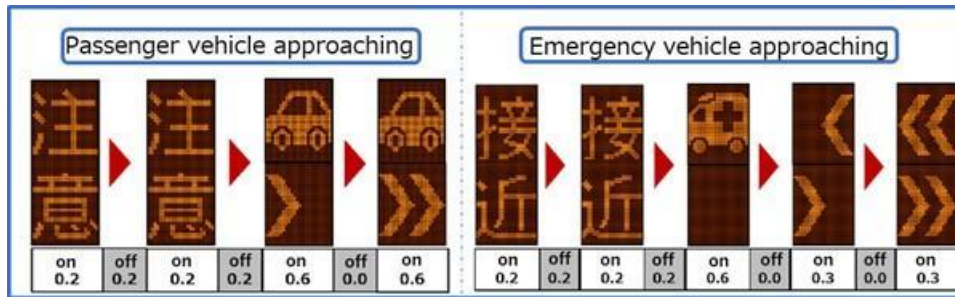 Passenger vehicle approaching
Emergency vehicle approaching
注意
注意
接近
接近
on 0.2 off 0.2 on 0.2 off 0.2 on 0.6 off 0.0 on 0.6
on 0.2 off 0.2 on 0.2 off 0.2 on 0.6 off 0.0 on 0.3 off 0.0 on 0.3